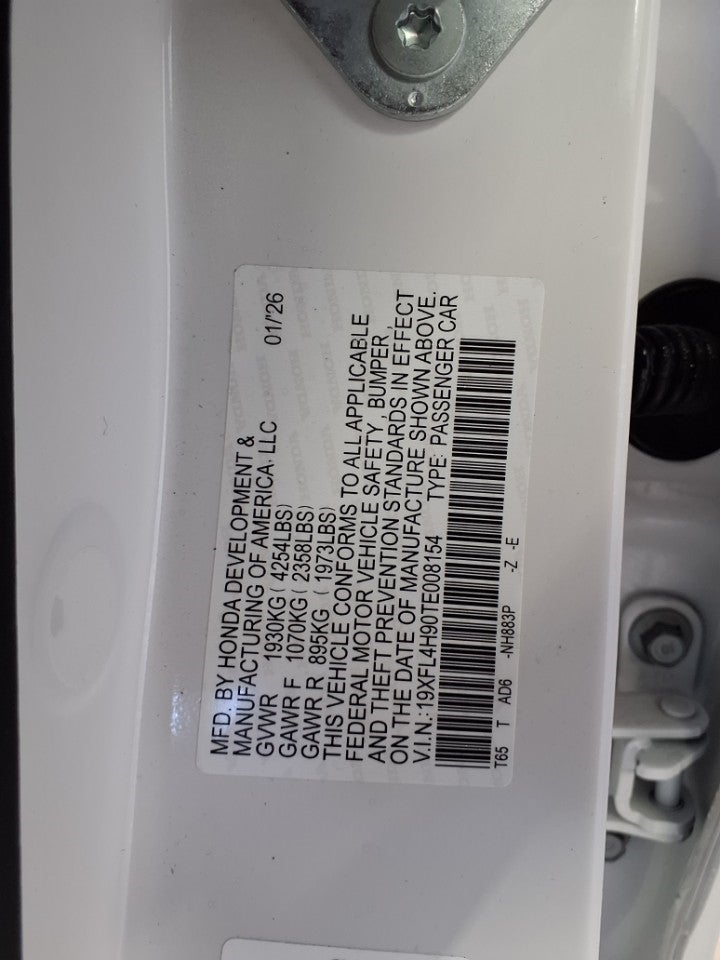 MFD. BY HONDA DEVELOPMENT &
MANUFACTURING OF AMERICA, LLC 01/'26
GVWR 1930KG ( 4254LBS)
GAWR F 1070KG ( 2358LBS)
GAWR R 895KG ( 1973LBS)
THIS VEHICLE CONFORMS TO ALL APPLICABLE
FEDERAL MOTOR VEHICLE SAFETY , BUMPER ,
AND THEFT PREVENTION STANDARDS IN EFFECT
ON THE DATE OF MANUFACTURE SHOWN ABOVE.
V.I.N.:19XFL4H90TE008154 TYPE: PASSENGER CAR
T65 T AD6 -NH883P -Z -E